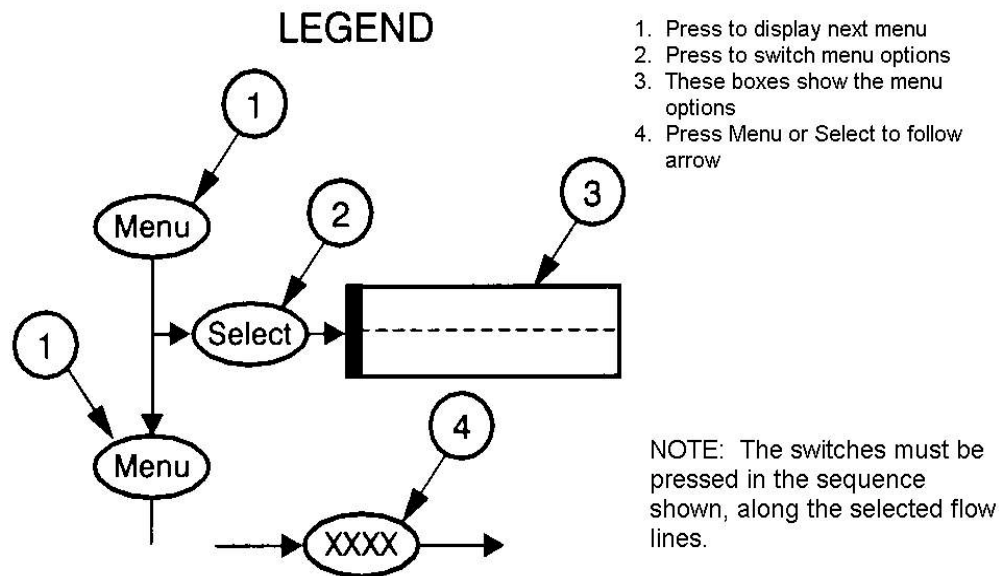 LEGEND
1. Press to display next menu
2. Press to switch menu options
3. These boxes show the menu
options
4. Press Menu or Select to follow
arrow
1
Menu
2
3
Select
1
Menu
4
XXXX
NOTE: The switches must be
pressed in the sequence
shown, along the selected flow
lines.